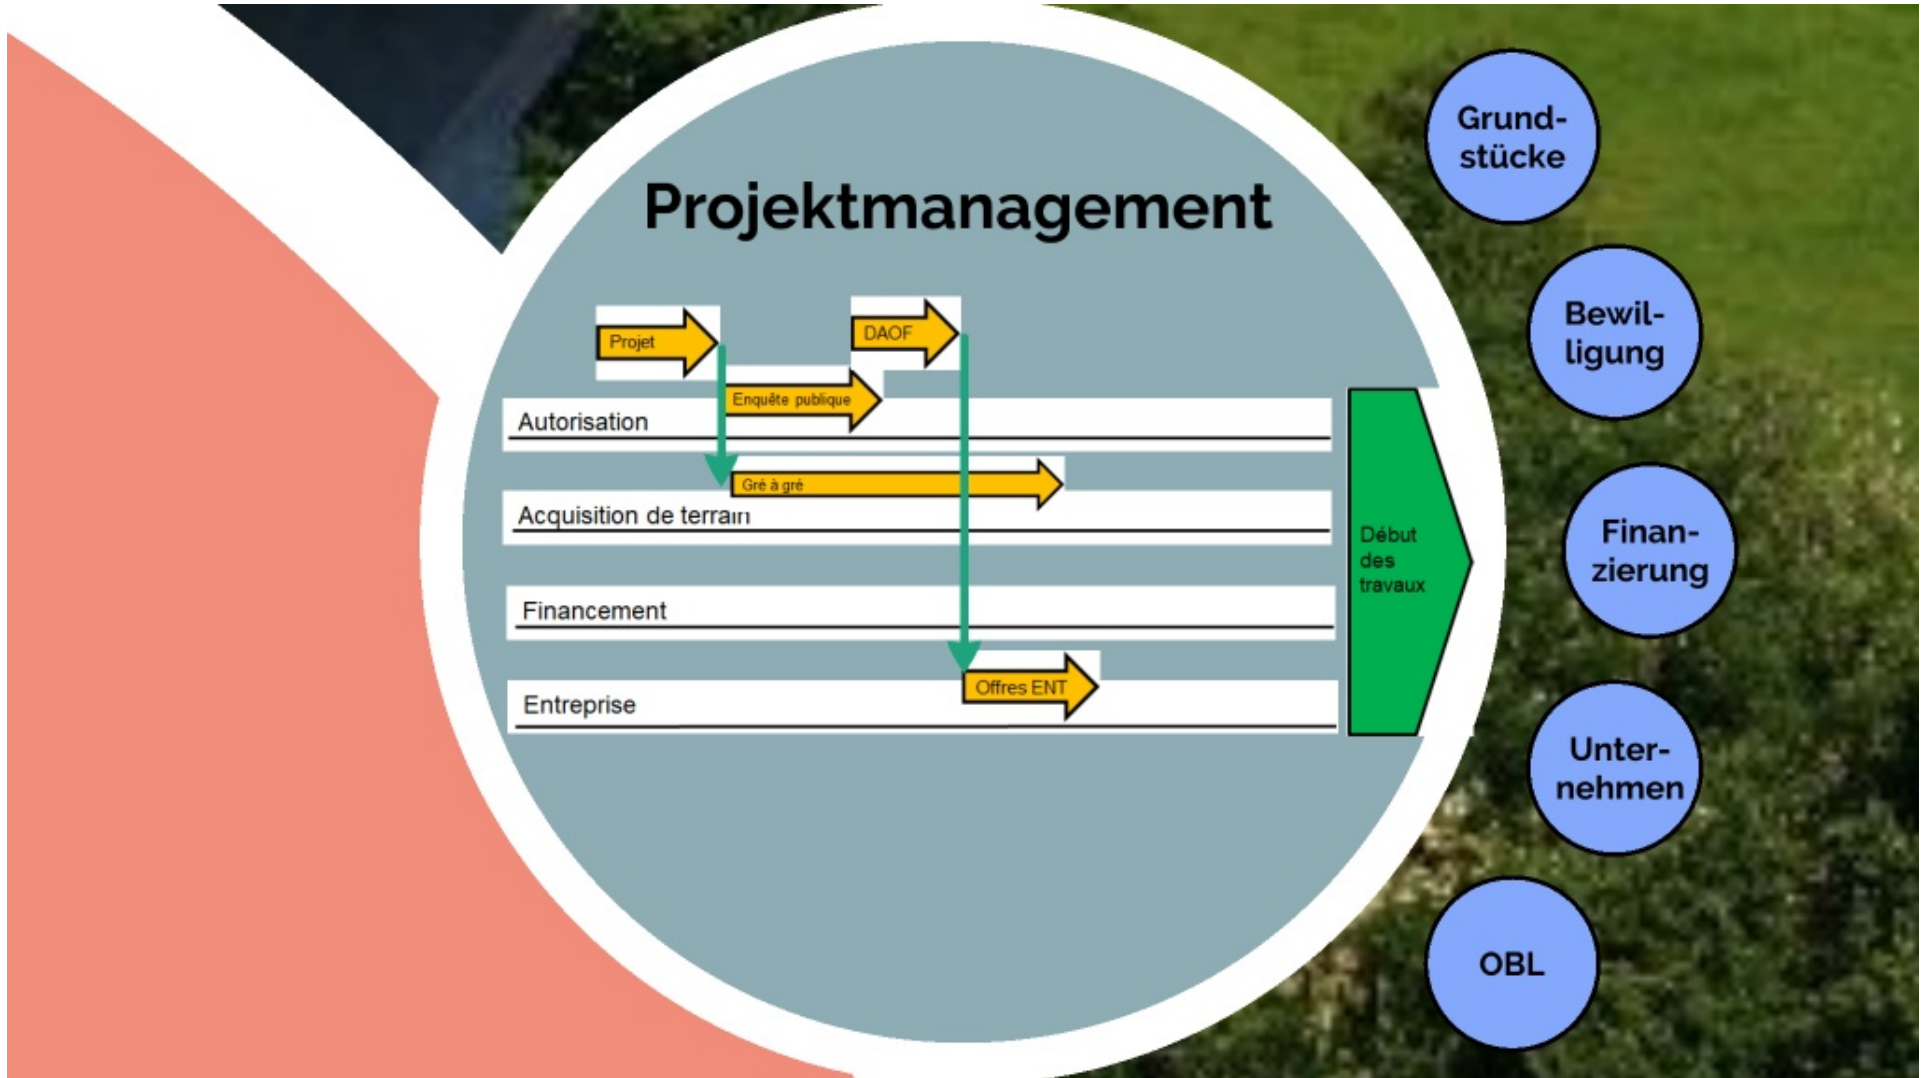 Projektmanagement
Projet
DAOF
Enquête publique
Autorisation
Gré à gré
Acquisition de terrain
Financement
Offres ENT
Entreprise
Début
des
travaux
Grund-
stücke
Bewil-
ligung
Finan-
zierung
Unter-
nehmen
OBL